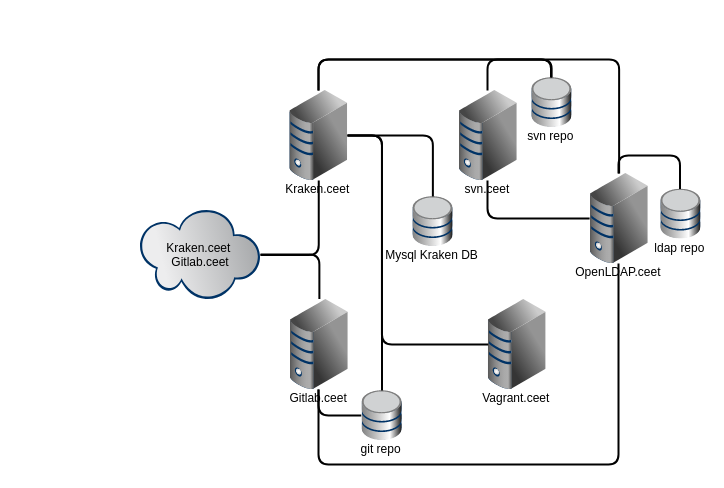 svn repo
Kraken.ceet
svn.ceet
Kraken.ceet
Gitlab.ceet
Mysql Kraken DB
ldap repo
OpenLDAP.ceet
Gitlab.ceet
Vagrant.ceet
git repo